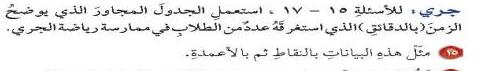 جري: للأسئلة ١٥ – ١٧ ، استعمل الجدول المجاور الذي يوضح
الزمن (بالدقائق) الذي استغرقه عدد من الطلاب في ممارسة رياضة الجري.
٢٥ مثّل هذه البيانات بالنقاط ثم بالأعمدة.